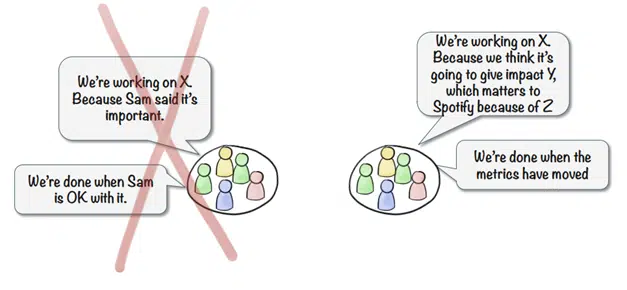 We're working on X.
Because Sam said it's
important.
We're done when Sam
is OK with it.
We're working on X.
Because we think it's
going to give impact Y,
which matters to
Spotify because of Z
We're done when the
metrics have moved